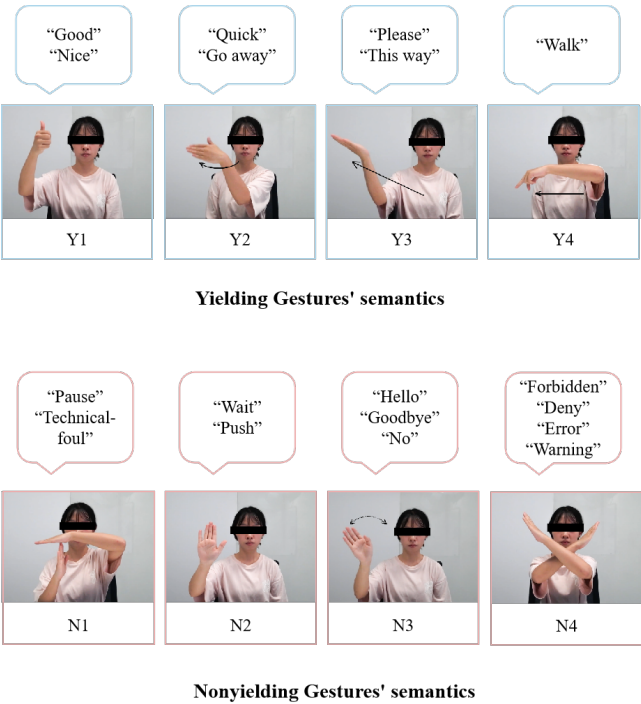 “Good”
“Nice”
“Quick”
“Go away”
“Please”
“This way”
“Walk”
Y1
Y2
Y3
Y4
Yielding Gestures' semantics
“Pause”
“Technical-
foul”
“Wait”
“Push”
“Hello”
“Goodbye”
“No”
“Forbidden”
“Deny”
“Error”
“Warning”
N1
N2
N3
N4
Nonyielding Gestures' semantics